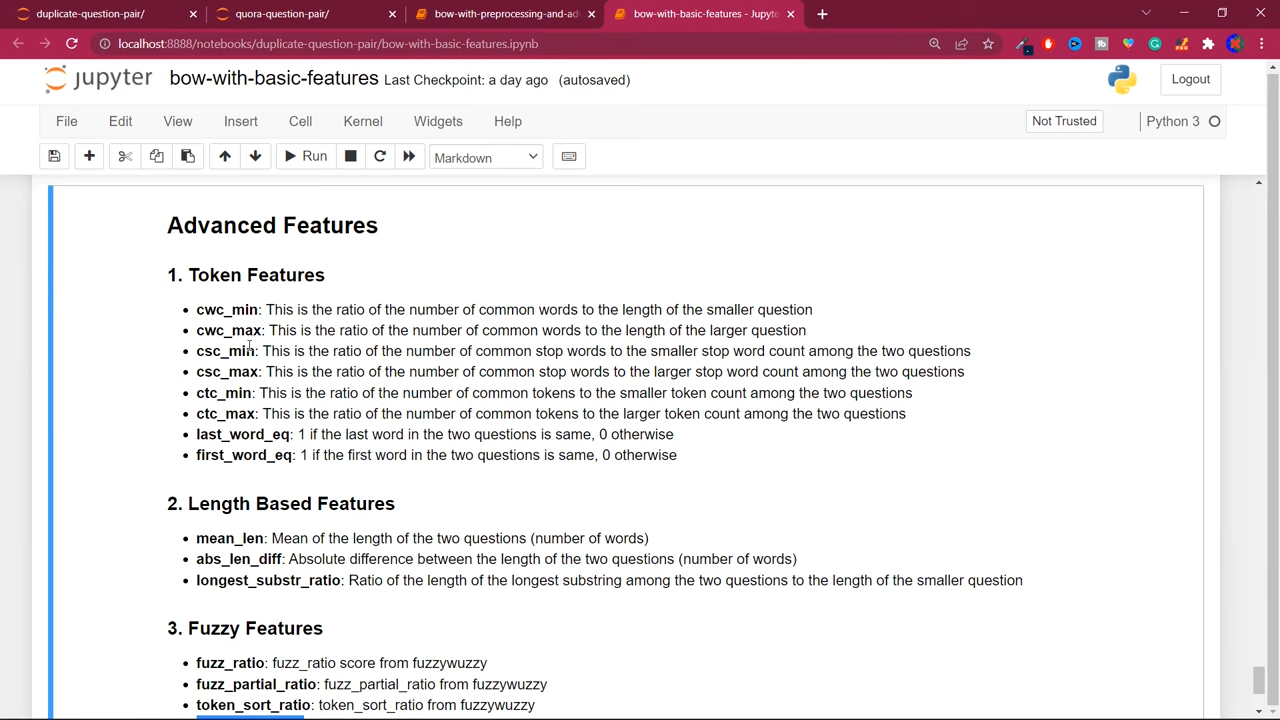 duplicate-question-pair/
quora-question-pair/
bow-with-preprocessing-and-adv
bow-with-basic-features - Jupyte
localhost:8888/notebooks/duplicate-question-pair/bow-with-basic-features.ipynb
jupyter bow-with-basic-features Last Checkpoint: a day ago (autosaved)
Logout
File Edit View Insert Cell Kernel Widgets Help
Not Trusted
Python 3
Run
Markdown
Advanced Features
1. Token Features
cwc_min: This is the ratio of the number of common words to the length of the smaller question
cwc_max: This is the ratio of the number of common words to the length of the larger question
csc_min: This is the ratio of the number of common stop words to the smaller stop word count among the two questions
csc_max: This is the ratio of the number of common stop words to the larger stop word count among the two questions
ctc_min: This is the ratio of the number of common tokens to the smaller token count among the two questions
ctc_max: This is the ratio of the number of common tokens to the larger token count among the two questions
last_word_eq: 1 if the last word in the two questions is same, 0 otherwise
first_word_eq: 1 if the first word in the two questions is same, 0 otherwise
2. Length Based Features
mean_len: Mean of the length of the two questions (number of words)
abs_len_diff: Absolute difference between the length of the two questions (number of words)
longest_substr_ratio: Ratio of the length of the longest substring among the two questions to the length of the smaller question
3. Fuzzy Features
fuzz_ratio: fuzz_ratio score from fuzzywuzzy
fuzz_partial_ratio: fuzz_partial_ratio from fuzzywuzzy
token_sort_ratio: token_sort_ratio from fuzzywuzzy